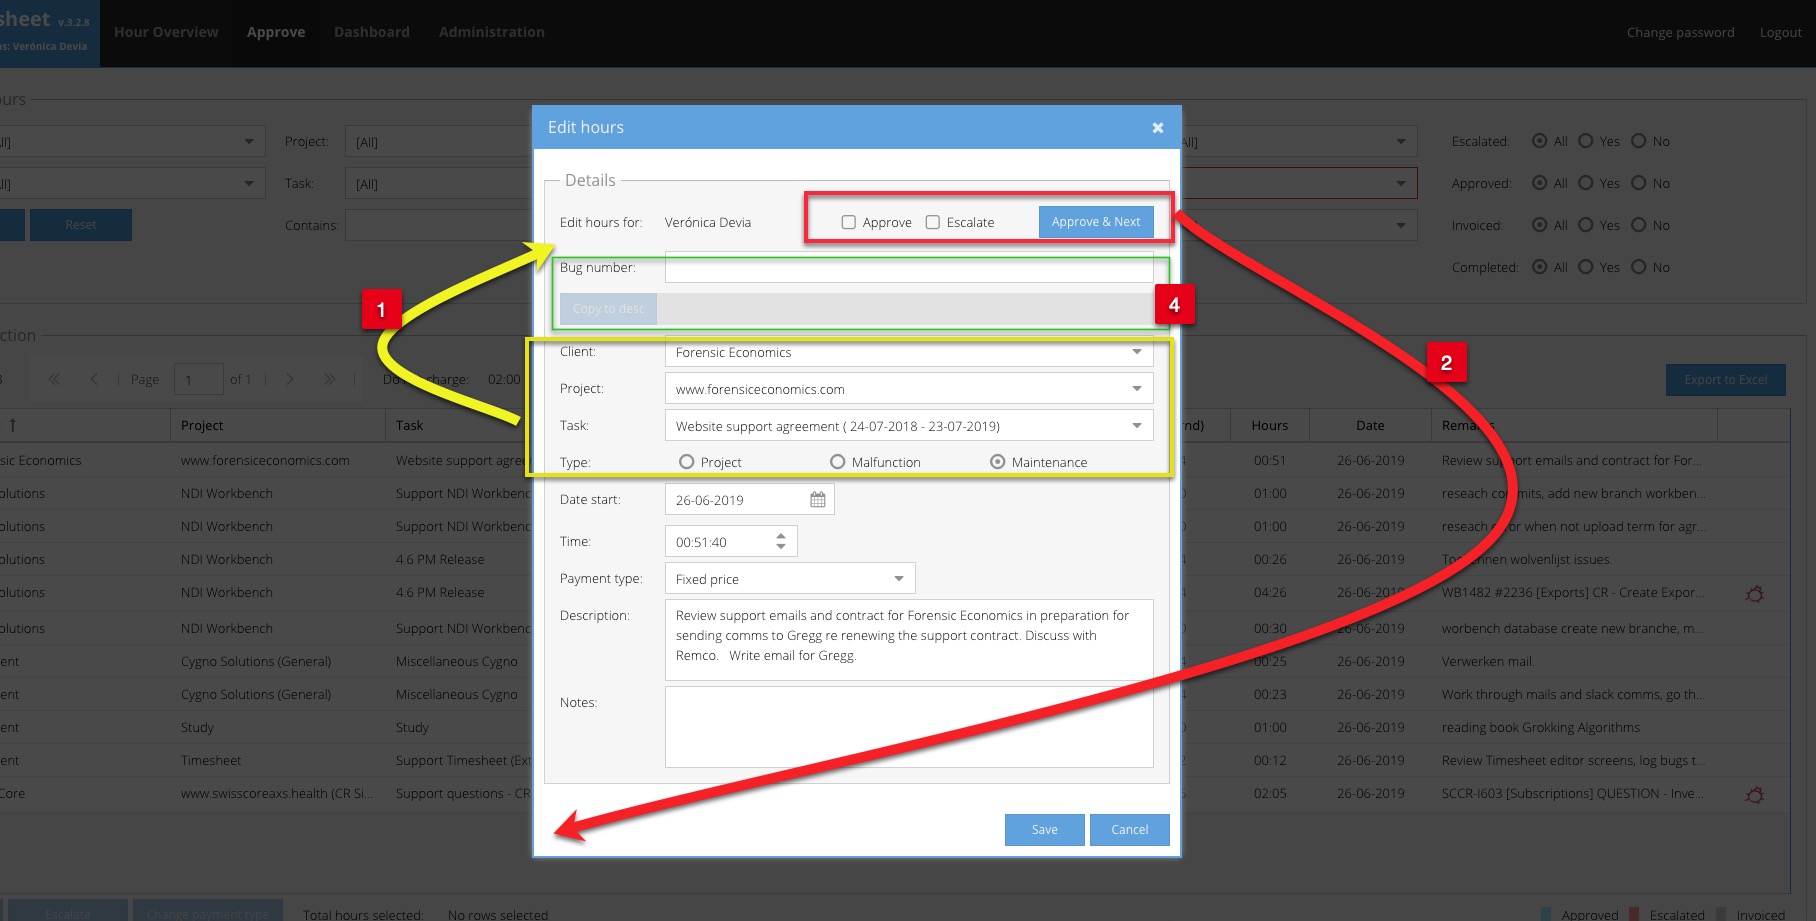 sheet v.3.2.8
as: Verónica Devia
Hour Overview Approve Dashboard Administration Change password Logout
ours
Edit hours
Project: [All] Escalated: All Yes No
Task: [All] Approved: All Yes No
Reset Contains: Invoiced: All Yes No
Completed: All Yes No
Details
Edit hours for: Verónica Devia Approve Escalate Approve & Next
Bug number:
Copy to desc
1
4
2
ction
Client: Forensic Economics
Page 1 of 1 charge: 02:00 Export to Excel
Project: www.forensiceconomics.com
Task: Website support agreement ( 24-07-2018 - 23-07-2019)
Type: Project Malfunction Maintenance
Date start: 26-06-2019
Time: 00:51:40
Payment type: Fixed price
Description: Review support emails and contract for Forensic Economics in preparation for
sending comms to Gregg re renewing the support contract. Discuss with
Remco. Write email for Gregg.
Notes:
Save Cancel
Project Task rnd) Hours Date
sic Economics www.forensiceconomics.com Website support agree 00:51 26-06-2019 Review support emails and contract for For...
olutions NDI Workbench Support NDI Workbenc 01:00 26-06-2019 reseach commits, add new branch workben...
olutions NDI Workbench Support NDI Workbenc 01:00 26-06-2019 reseach error when not upload term for agr...
olutions NDI Workbench 4.6 PM Release 00:26 26-06-2019 wolvenlijst issues.
olutions NDI Workbench 4.6 PM Release 04:26 26-06-2019 WB1482 #2236 [Exports] CR - Create Expor...
olutions NDI Workbench Support NDI Workbenc 00:30 26-06-2019 worbench database create new branche, m...
ent Cygno Solutions (General) Miscellaneous Cygno 00:25 26-06-2019 Verwerken mail.
ent Cygno Solutions (General) Miscellaneous Cygno 00:23 26-06-2019 Work through mails and slack comms, go th...
ent Study Study 01:00 26-06-2019 reading book Grokking Algorithms
ent Timesheet Support Timesheet (Ext 00:12 26-06-2019 Review Timesheet editor screens, log bugs t...
Core www.swisscoreaxs.health (CR Si... Support questions - CR 02:05 26-06-2019 SCCR-I603 [Subscriptions] QUESTION - Inve...
Escalate Change payment type Total hours selected: No rows selected Approved Escalated Invoiced